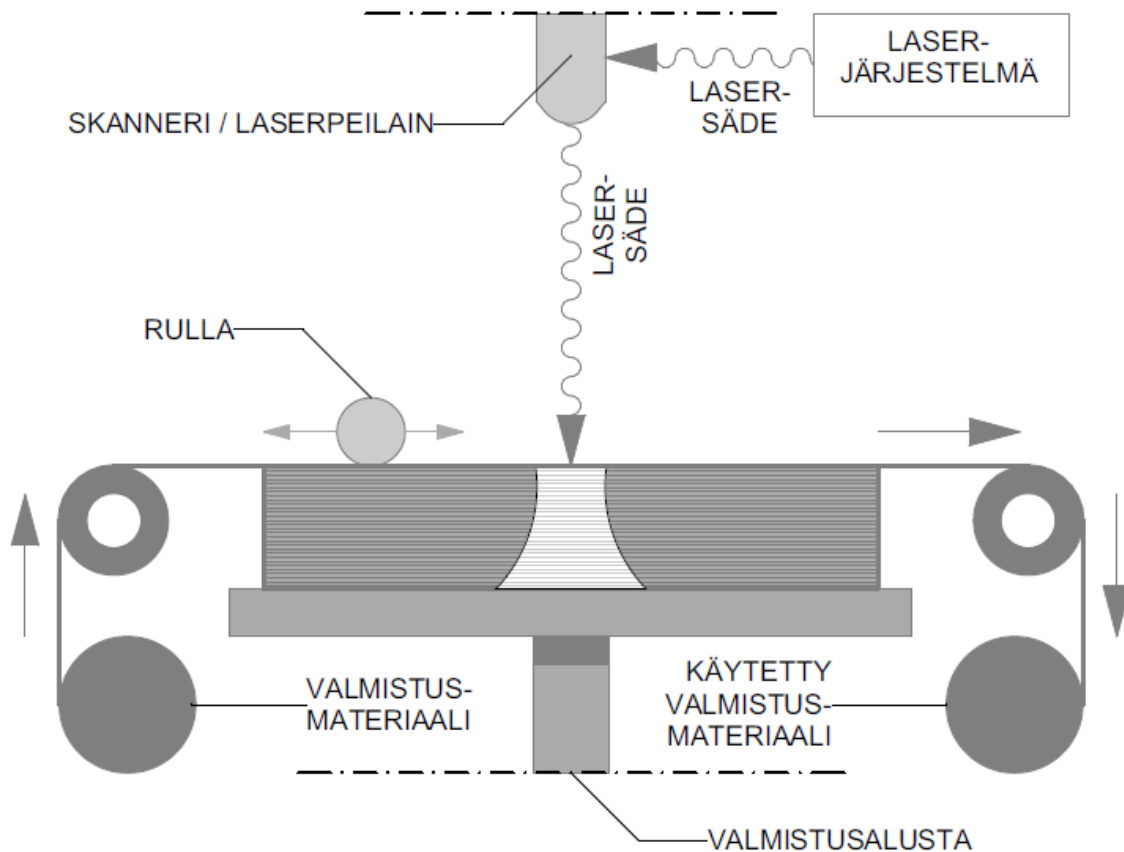 LASER-
JÄRJESTELMÄ
LASER-
SÄDE
SKANNERI / LASERPEILAIN
LASER-
SÄDE
RULLA
VALMISTUS-
MATERIAALI
KÄYTETTY
VALMISTUS-
MATERIAALI
VALMISTUSALUSTA